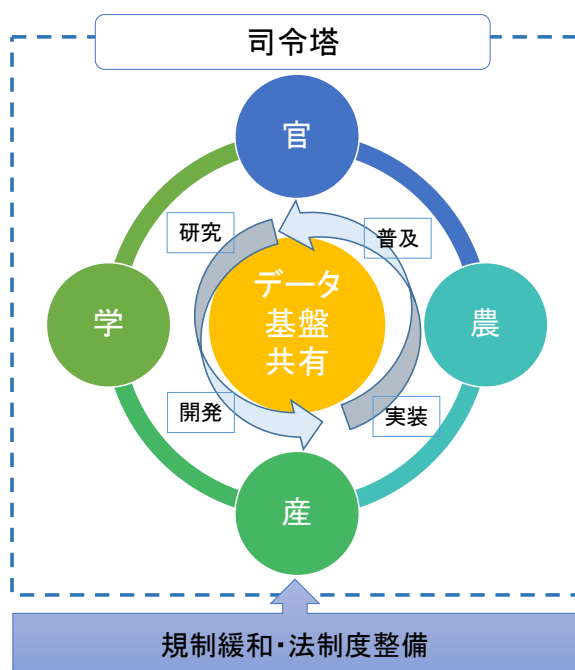 司令塔
官
研究
普及
データ
基盤
共有
学
農
開発
実装
産
規制緩和・法制度整備